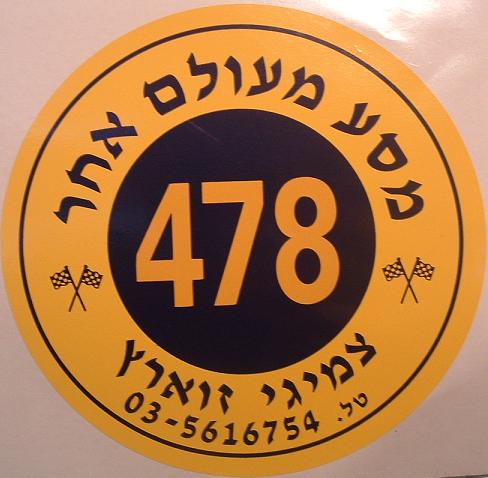 מסע מעולם אחר
478
צמיגי זוארץ
טל. 03-5616754